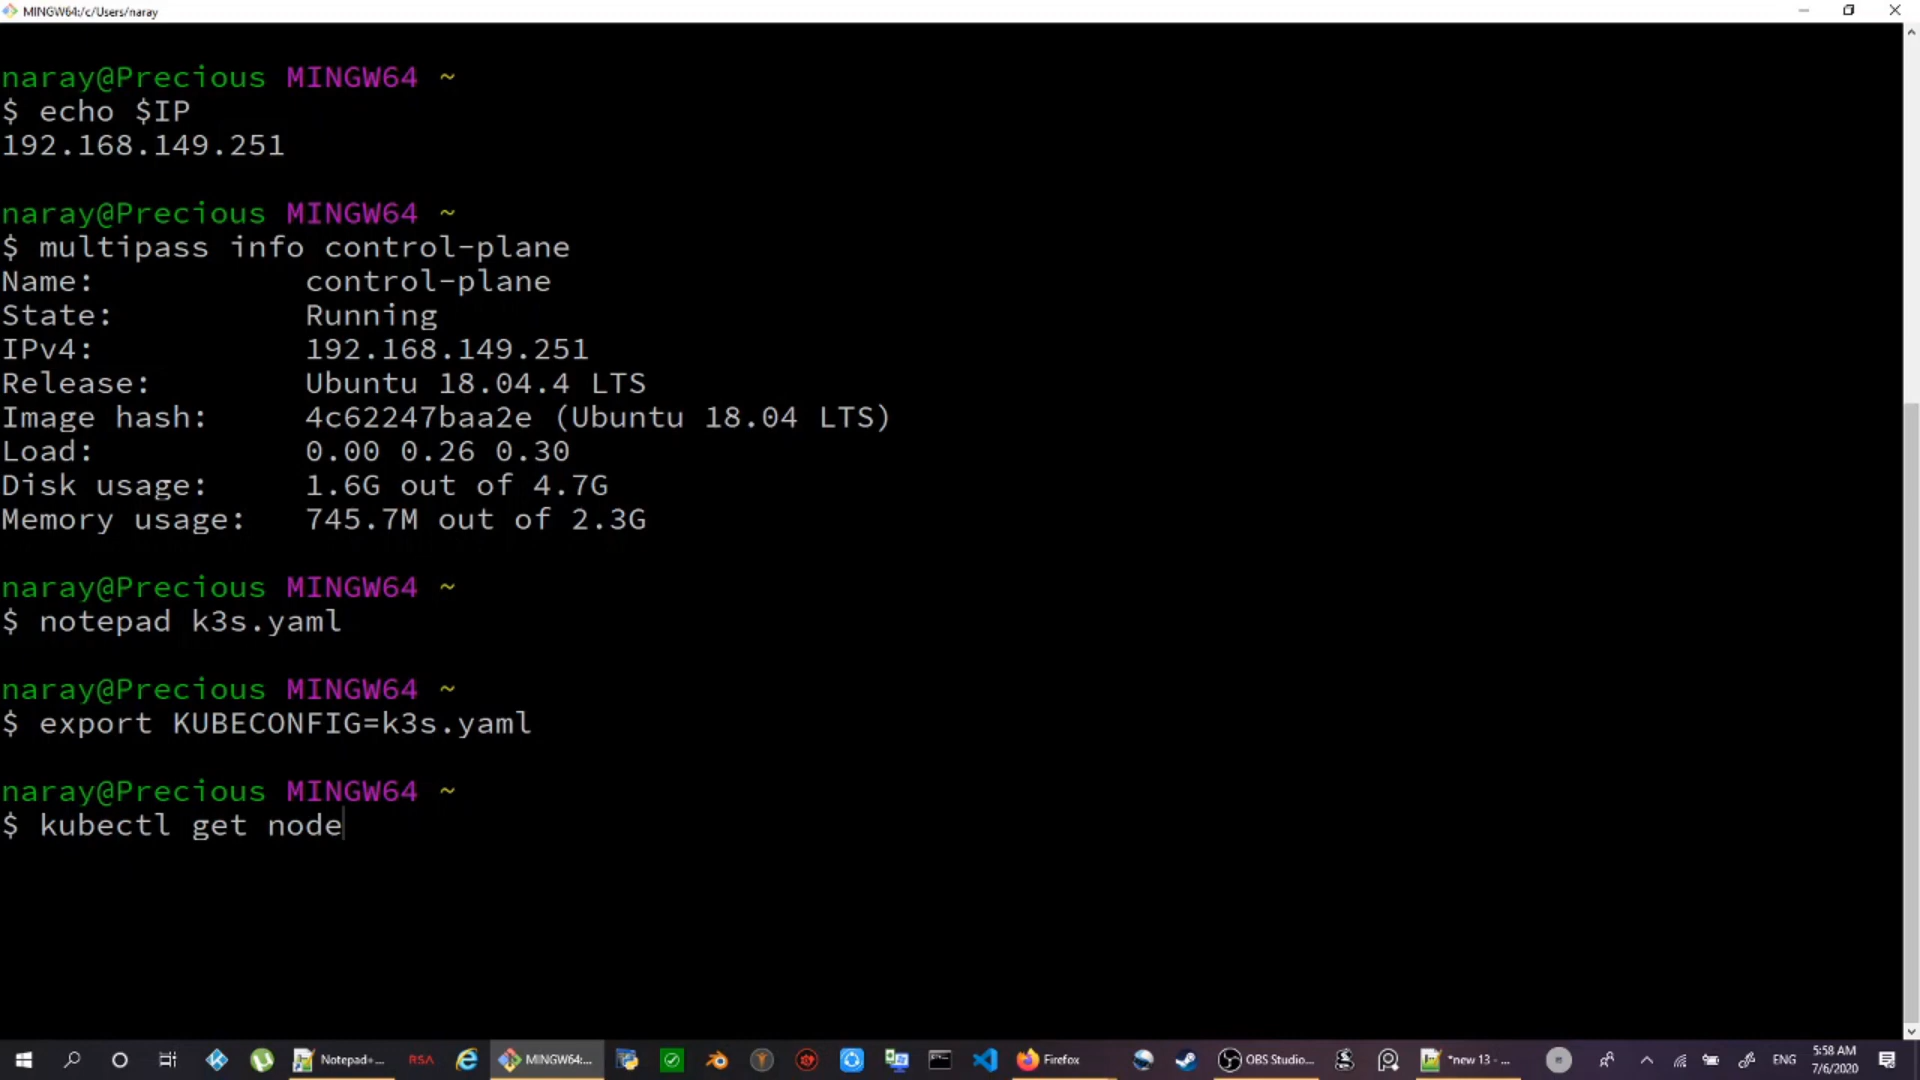 MINGW64:/c/Users/naray
naray@Precious MINGW64 ~
$ echo $IP
192.168.149.251
naray@Precious MINGW64 ~
$ multipass info control-plane
Name: control-plane
State: Running
IPv4: 192.168.149.251
Release: Ubuntu 18.04.4 LTS
Image hash: 4c62247baa2e (Ubuntu 18.04 LTS)
Load: 0.00 0.26 0.30
Disk usage: 1.6G out of 4.7G
Memory usage: 745.7M out of 2.3G
naray@Precious MINGW64 ~
$ notepad k3s.yaml
naray@Precious MINGW64 ~
$ export KUBECONFIG=k3s.yaml
naray@Precious MINGW64 ~
$ kubectl get node
Notepad+... RSA MINGW64:... Firefox OBS Studio... *new 13 - ... ENG 5:58 AM
7/6/2020